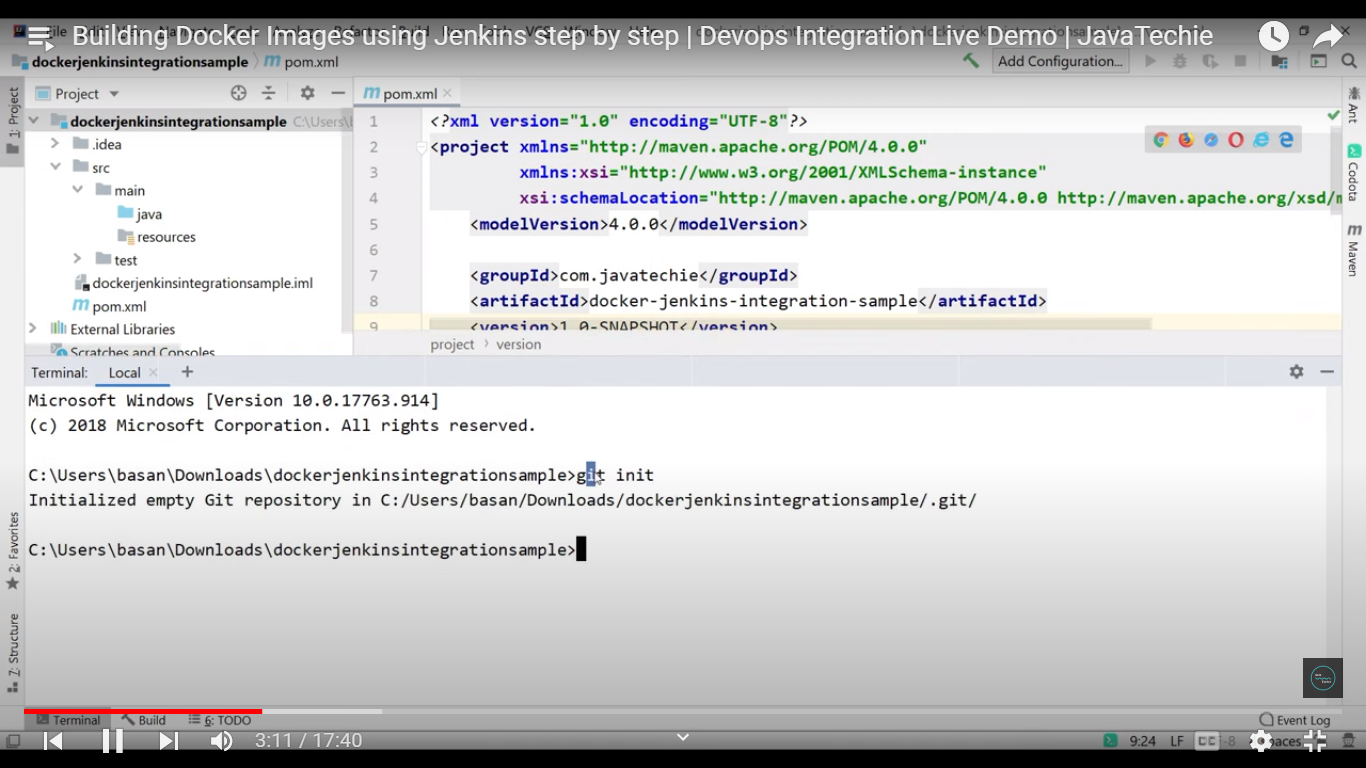 Building Docker Images using Jenkins step by step | Devops Integration Live Demo | JavaTechie
dockerjenkinsintegrationsample
pom.xml
Add Configuration...
1: Project
Project
pom.xml
Ant
Codota
Maven
dockerjenkinsintegrationsample C:\Users\
.idea
src
main
java
resources
test
dockerjenkinsintegrationsample.iml
pom.xml
External Libraries
Scratches and Consoles
1 <?xml version="1.0" encoding="UTF-8"?>
2 <project xmlns="http://maven.apache.org/POM/4.0.0"
3 xmlns:xsi="http://www.w3.org/2001/XMLSchema-instance"
4 xsi:schemaLocation="http://maven.apache.org/POM/4.0.0 http://maven.apache.org/xsd/m
5 <modelVersion>4.0.0</modelVersion>
6
7 <groupId>com.javatechie</groupId>
8 <artifactId>docker-jenkins-integration-sample</artifactId>
9 <version>1.0-SNAPSHOT</version>
project version
Terminal: Local +
Microsoft Windows [Version 10.0.17763.914]
(c) 2018 Microsoft Corporation. All rights reserved.
C:\Users\basan\Downloads\dockerjenkinsintegrationsample>git init
Initialized empty Git repository in C:/Users/basan/Downloads/dockerjenkinsintegrationsample/.git/
C:\Users\basan\Downloads\dockerjenkinsintegrationsample>
2: Favorites
7: Structure
Terminal
Build
6: TODO
Event Log
3:11 / 17:40
9:24 LF CC